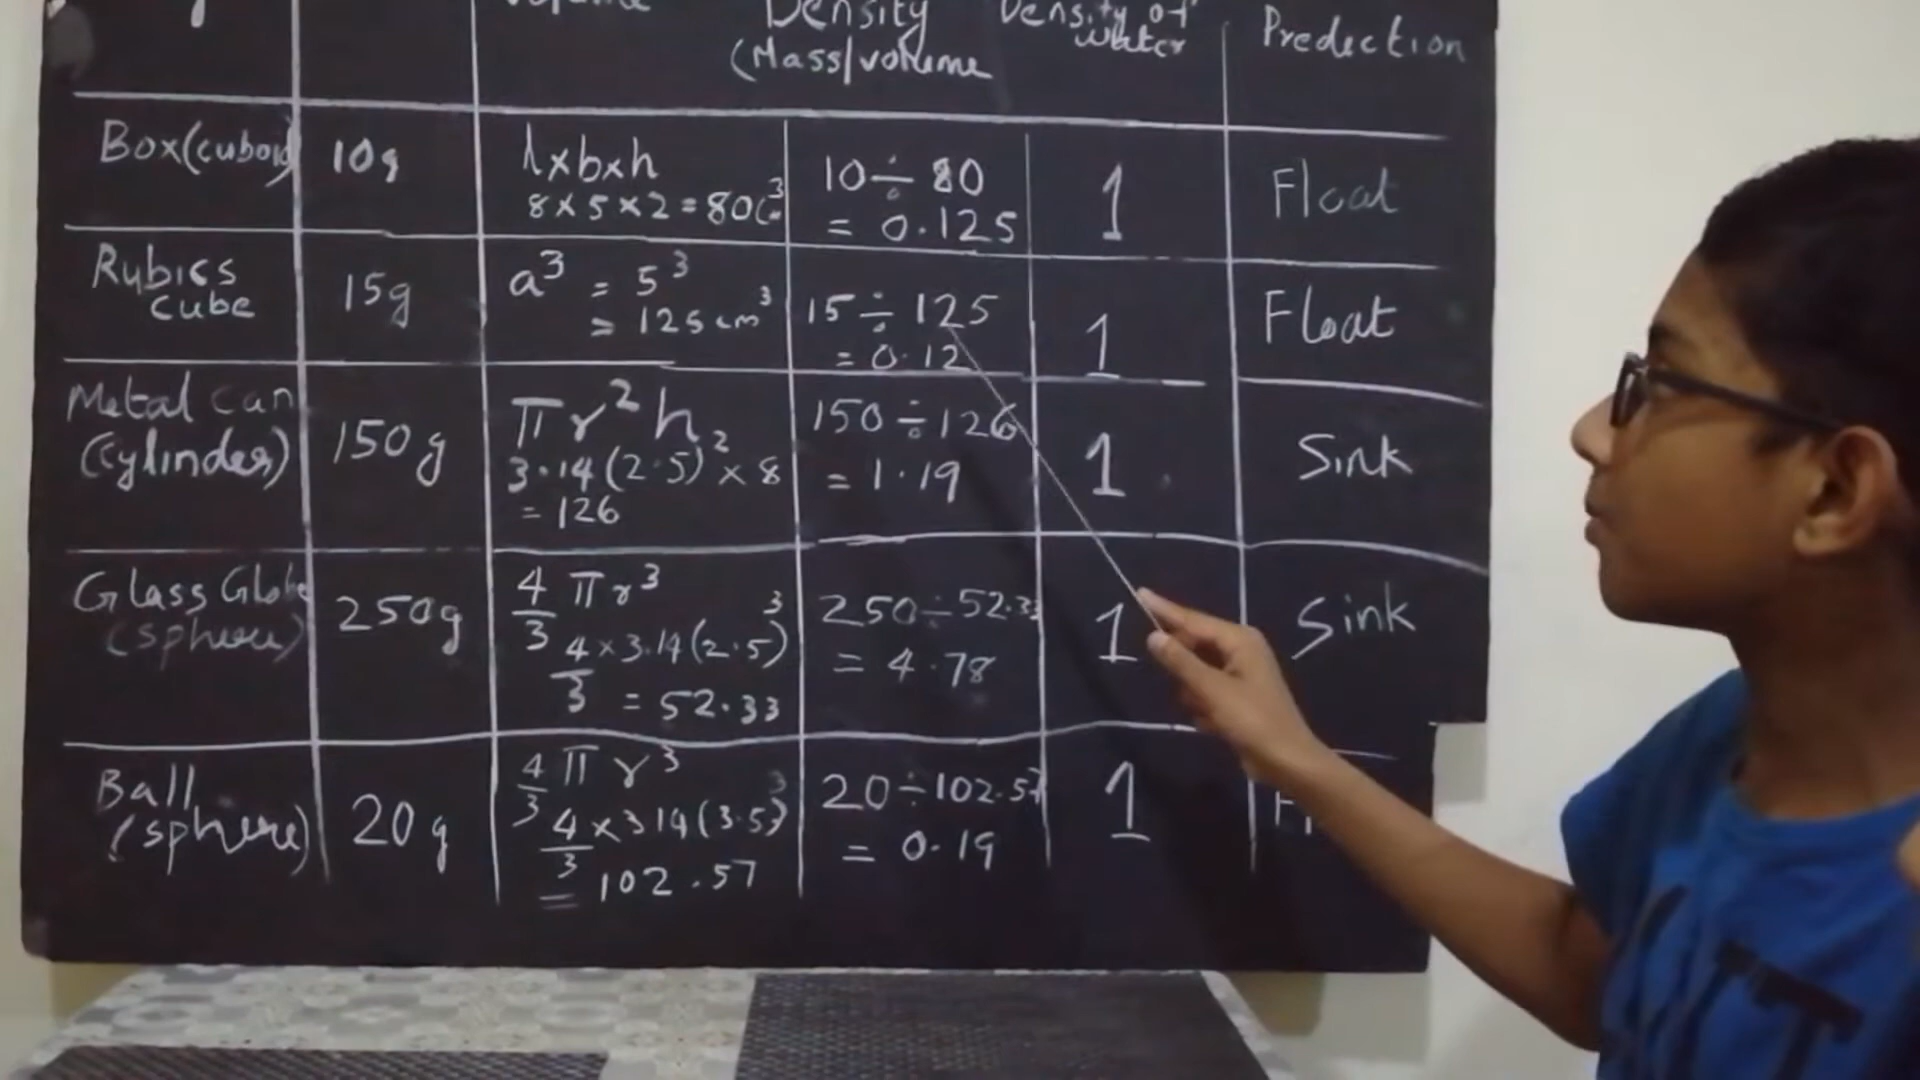 Density
Density of
(Mass/volume
water
Prediction
Box(cuboid)
10g
l×b×h
8×5×2=80cm³
10÷80
= 0.125
1
Float
Rubics
cube
15g
a³ = 5³
= 125cm³
15÷125
= 0.12
1
Float
Metal can
(cylinder)
150g
πr²h
3.14(2.5)²×8
= 126
150÷126
= 1.19
1
Sink
Glass Globe
(sphere)
250g
4/3 πr³
4/3 ×3.14(2.5)³
= 52.33
250÷52.33
= 4.78
1
Sink
Ball
(sphere)
20g
4/3 πr³
4/3 ×3.14(3.5)³
= 102.57
20÷102.57
= 0.19
1